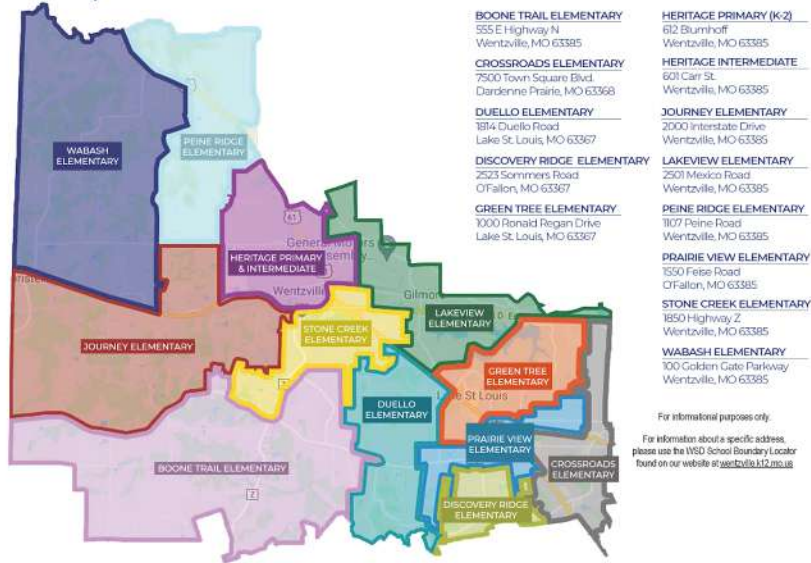 BOONE TRAIL ELEMENTARY
555 E Highway N
Wentzville, MO 63385
CROSSROADS ELEMENTARY
7500 Town Square Blvd.
Dardenne Prairie, MO 63368
DUELLO ELEMENTARY
1814 Duello Road
Lake St. Louis, MO 63367
DISCOVERY RIDGE ELEMENTARY
2523 Sommers Road
O'Fallon, MO 63367
GREEN TREE ELEMENTARY
1000 Ronald Regan Drive
Lake St. Louis, MO 63367
HERITAGE PRIMARY (K-2)
612 Blumhoff
Wentzville, MO 63385
HERITAGE INTERMEDIATE
601 Carr St.
Wentzville, MO 63385
JOURNEY ELEMENTARY
2000 Interstate Drive
Wentzville, MO 63385
LAKEVIEW ELEMENTARY
2501 Mexico Road
Wentzville, MO 63385
PEINE RIDGE ELEMENTARY
1107 Peine Road
Wentzville, MO 63385
PRAIRIE VIEW ELEMENTARY
1550 Feise Road
O'Fallon, MO 63385
STONE CREEK ELEMENTARY
1850 Highway Z
Wentzville, MO 63385
WABASH ELEMENTARY
100 Golden Gate Parkway
Wentzville, MO 63385
For informational purposes only.
For information about a specific address,
please use the WSD School Boundary Locator
found on our website at wentzville.k12.mo.us
WABASH
ELEMENTARY
PEINE RIDGE
ELEMENTARY
61
General Motors
HERITAGE PRIMARY
& INTERMEDIATE
Wentzville
Gilmore
LAKEVIEW
ELEMENTARY
STONE CREEK
ELEMENTARY
JOURNEY ELEMENTARY
GREEN TREE
ELEMENTARY
Lake St Louis
DUELLO
ELEMENTARY
PRAIRIE VIEW
ELEMENTARY
BOONE TRAIL ELEMENTARY
Z
CROSSROADS
ELEMENTARY
DISCOVERY RIDGE
ELEMENTARY